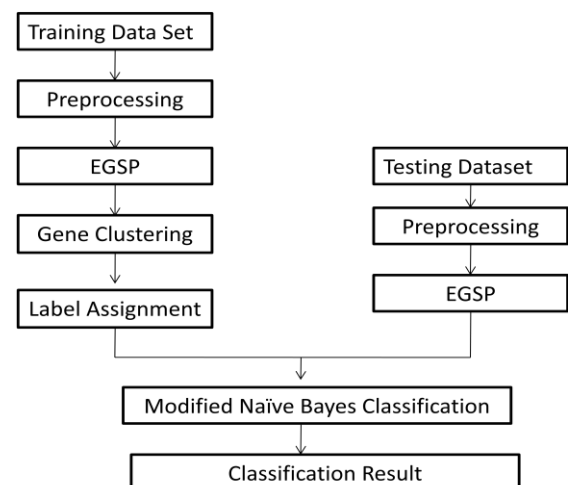 Training Data Set
Preprocessing
EGSP
Gene Clustering
Label Assignment
Testing Dataset
Preprocessing
EGSP
Modified Naïve Bayes Classification
Classification Result